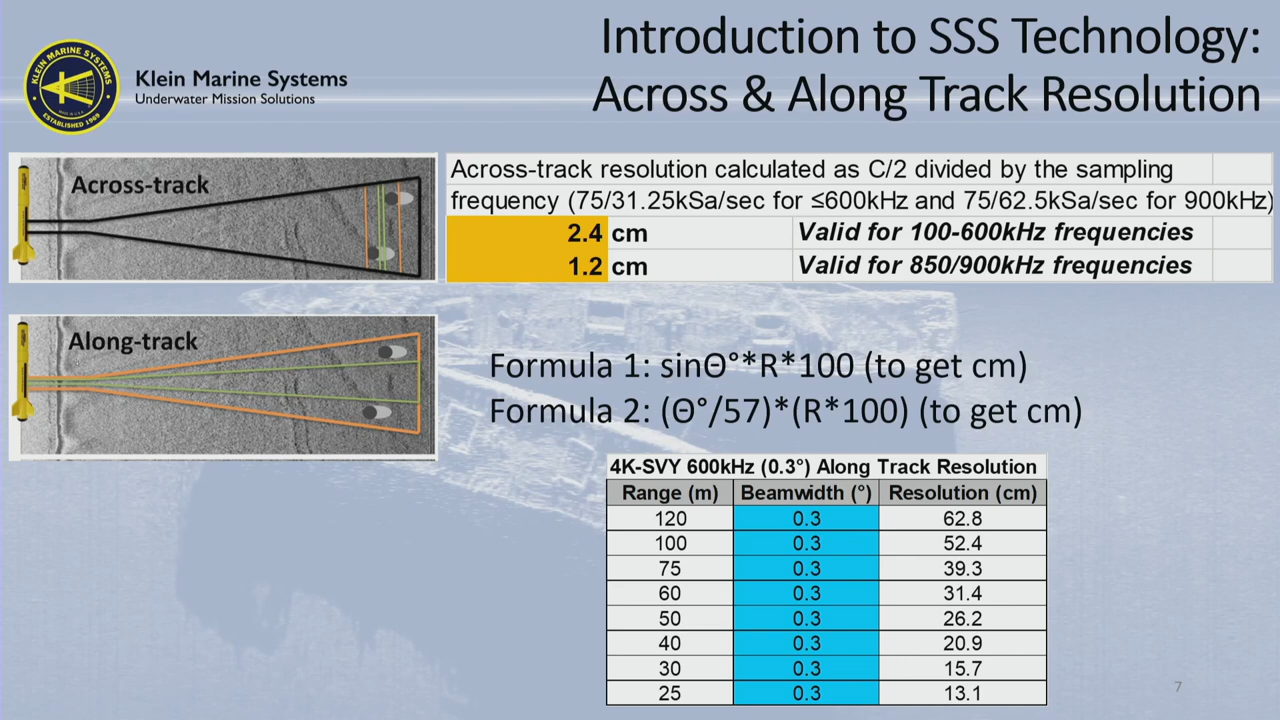 Introduction to SSS Technology:
Across & Along Track Resolution
KLEIN MARINE SYSTEMS
MADE IN U.S.A.
ESTABLISHED 1968
Klein Marine Systems
Underwater Mission Solutions
Across-track
Across-track resolution calculated as C/2 divided by the sampling
frequency (75/31.25kSa/sec for ≤600kHz and 75/62.5kSa/sec for 900kHz)
2.4 cm Valid for 100-600kHz frequencies
1.2 cm Valid for 850/900kHz frequencies
Along-track
Formula 1: sinΘ°*R*100 (to get cm)
Formula 2: (Θ°/57)*(R*100) (to get cm)
4K-SVY 600kHz (0.3°) Along Track Resolution
Range (m) Beamwidth (°) Resolution (cm)
120 0.3 62.8
100 0.3 52.4
75 0.3 39.3
60 0.3 31.4
50 0.3 26.2
40 0.3 20.9
30 0.3 15.7
25 0.3 13.1
7